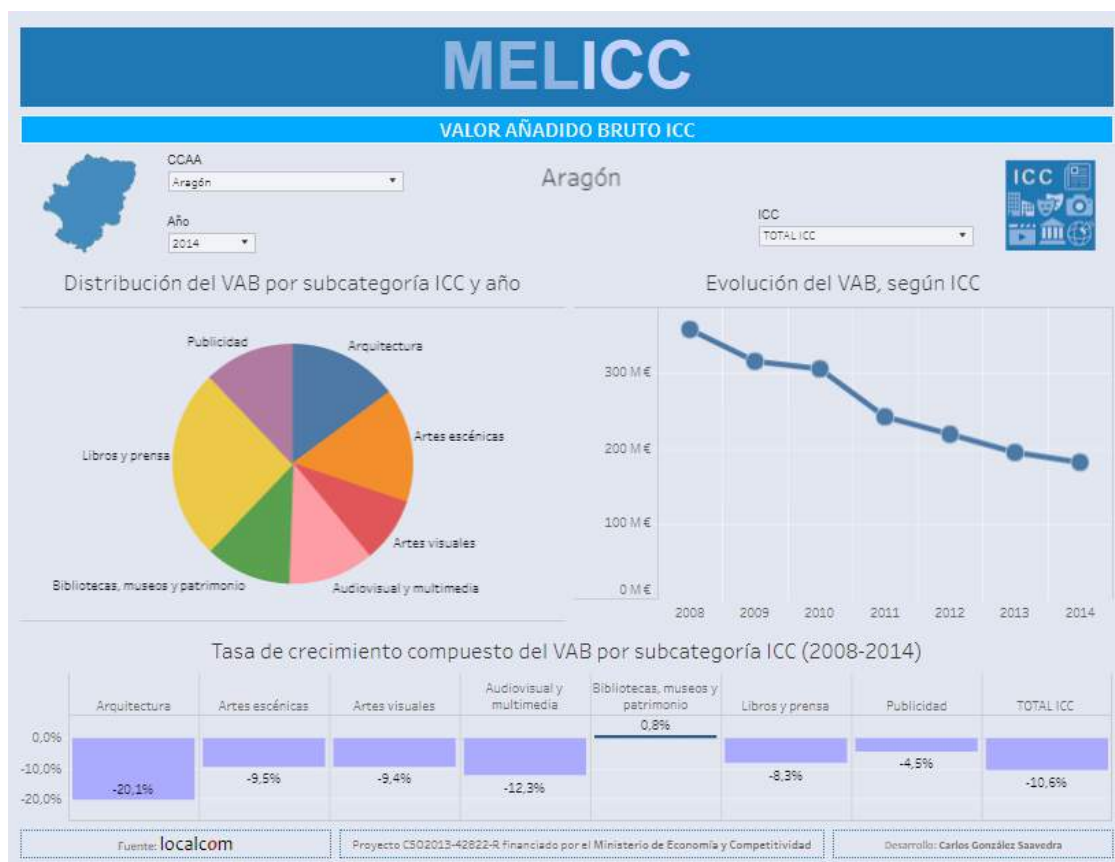 MELICC
VALOR AÑADIDO BRUTO ICC
CCAA
Aragón
Año
2014
Aragón
ICC
TOTAL ICC
ICC
Distribución del VAB por subcategoría ICC y año
Publicidad
Arquitectura
Artes escénicas
Libros y prensa
Artes visuales
Bibliotecas, museos y patrimonio
Audiovisual y multimedia
Evolución del VAB, según ICC
300 M €
200 M €
100 M €
0 M €
2008 2009 2010 2011 2012 2013 2014
Tasa de crecimiento compuesto del VAB por subcategoría ICC (2008-2014)
Arquitectura
Artes escénicas
Artes visuales
Audiovisual y
multimedia
Bibliotecas, museos y
patrimonio
Libros y prensa
Publicidad
TOTAL ICC
0,0%
-10,0%
-20,0%
-20,1%
-9,5%
-9,4%
-12,3%
0,8%
-8,3%
-4,5%
-10,6%
Fuente: localcom
Proyecto CSO2013-42822-R financiado por el Ministerio de Economía y Competitividad
Desarrollo: Carlos González Saavedra